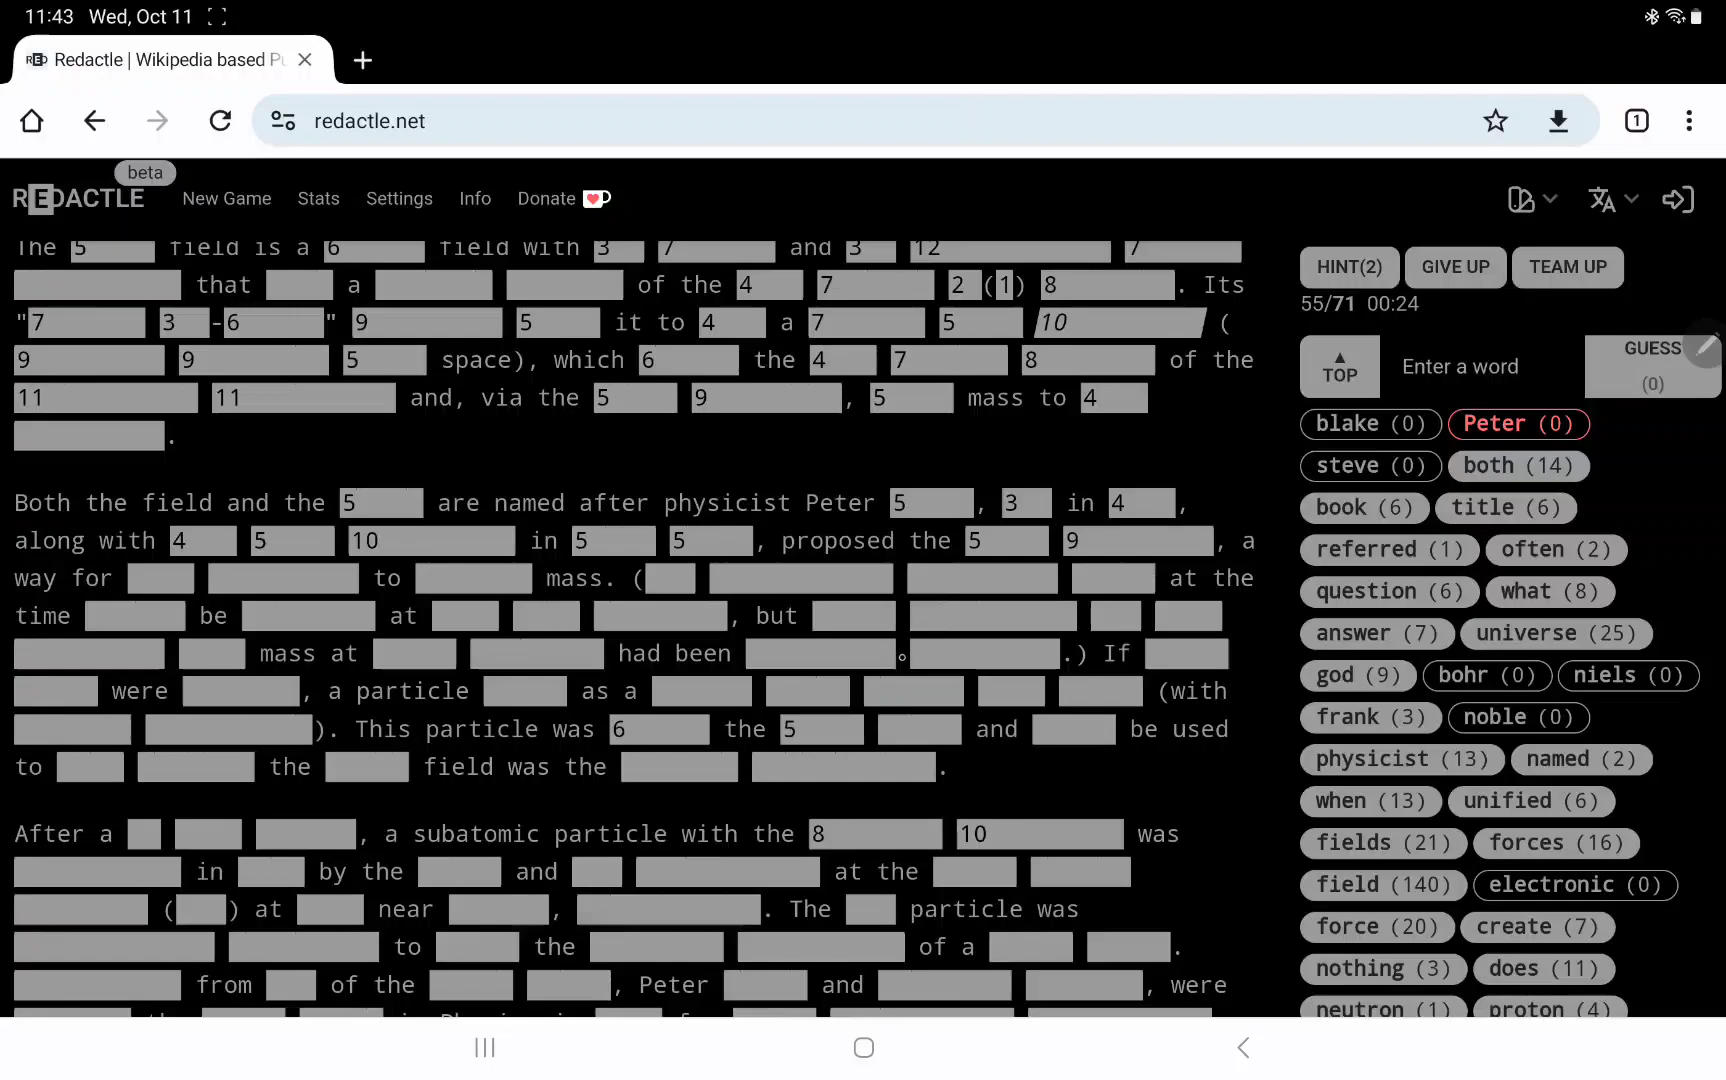 11:43 Wed, Oct 11
RED Redactle | Wikipedia based Pu
redactle.net
1
beta
REDACTLE New Game Stats Settings Info Donate
HINT(2) GIVE UP TEAM UP
55/71 00:24
▲ TOP Enter a word GUESS (0)
The 5 field is a 6 field with 3 7 and 3 12 7
that a of the 4 7 2 (1) 8 . Its
"7 3 -6 " 9 5 it to 4 a 7 5 10 (
9 9 5 space), which 6 the 4 7 8 of the
11 11 and, via the 5 9 , 5 mass to 4
.
Both the field and the 5 are named after physicist Peter 5 , 3 in 4 ,
along with 4 5 10 in 5 5 , proposed the 5 9 , a
way for to mass. ( at the
time be at , but
mass at had been .) If
were , a particle as a (with
). This particle was 6 the 5 and be used
to the field was the .
After a , a subatomic particle with the 8 10 was
in by the and at the
( ) at near , . The particle was
to the of a .
from of the , Peter and , were
blake (0) Peter (0)
steve (0) both (14)
book (6) title (6)
referred (1) often (2)
question (6) what (8)
answer (7) universe (25)
god (9) bohr (0) niels (0)
frank (3) noble (0)
physicist (13) named (2)
when (13) unified (6)
fields (21) forces (16)
field (140) electronic (0)
force (20) create (7)
nothing (3) does (11)
neutron (1) proton (4)